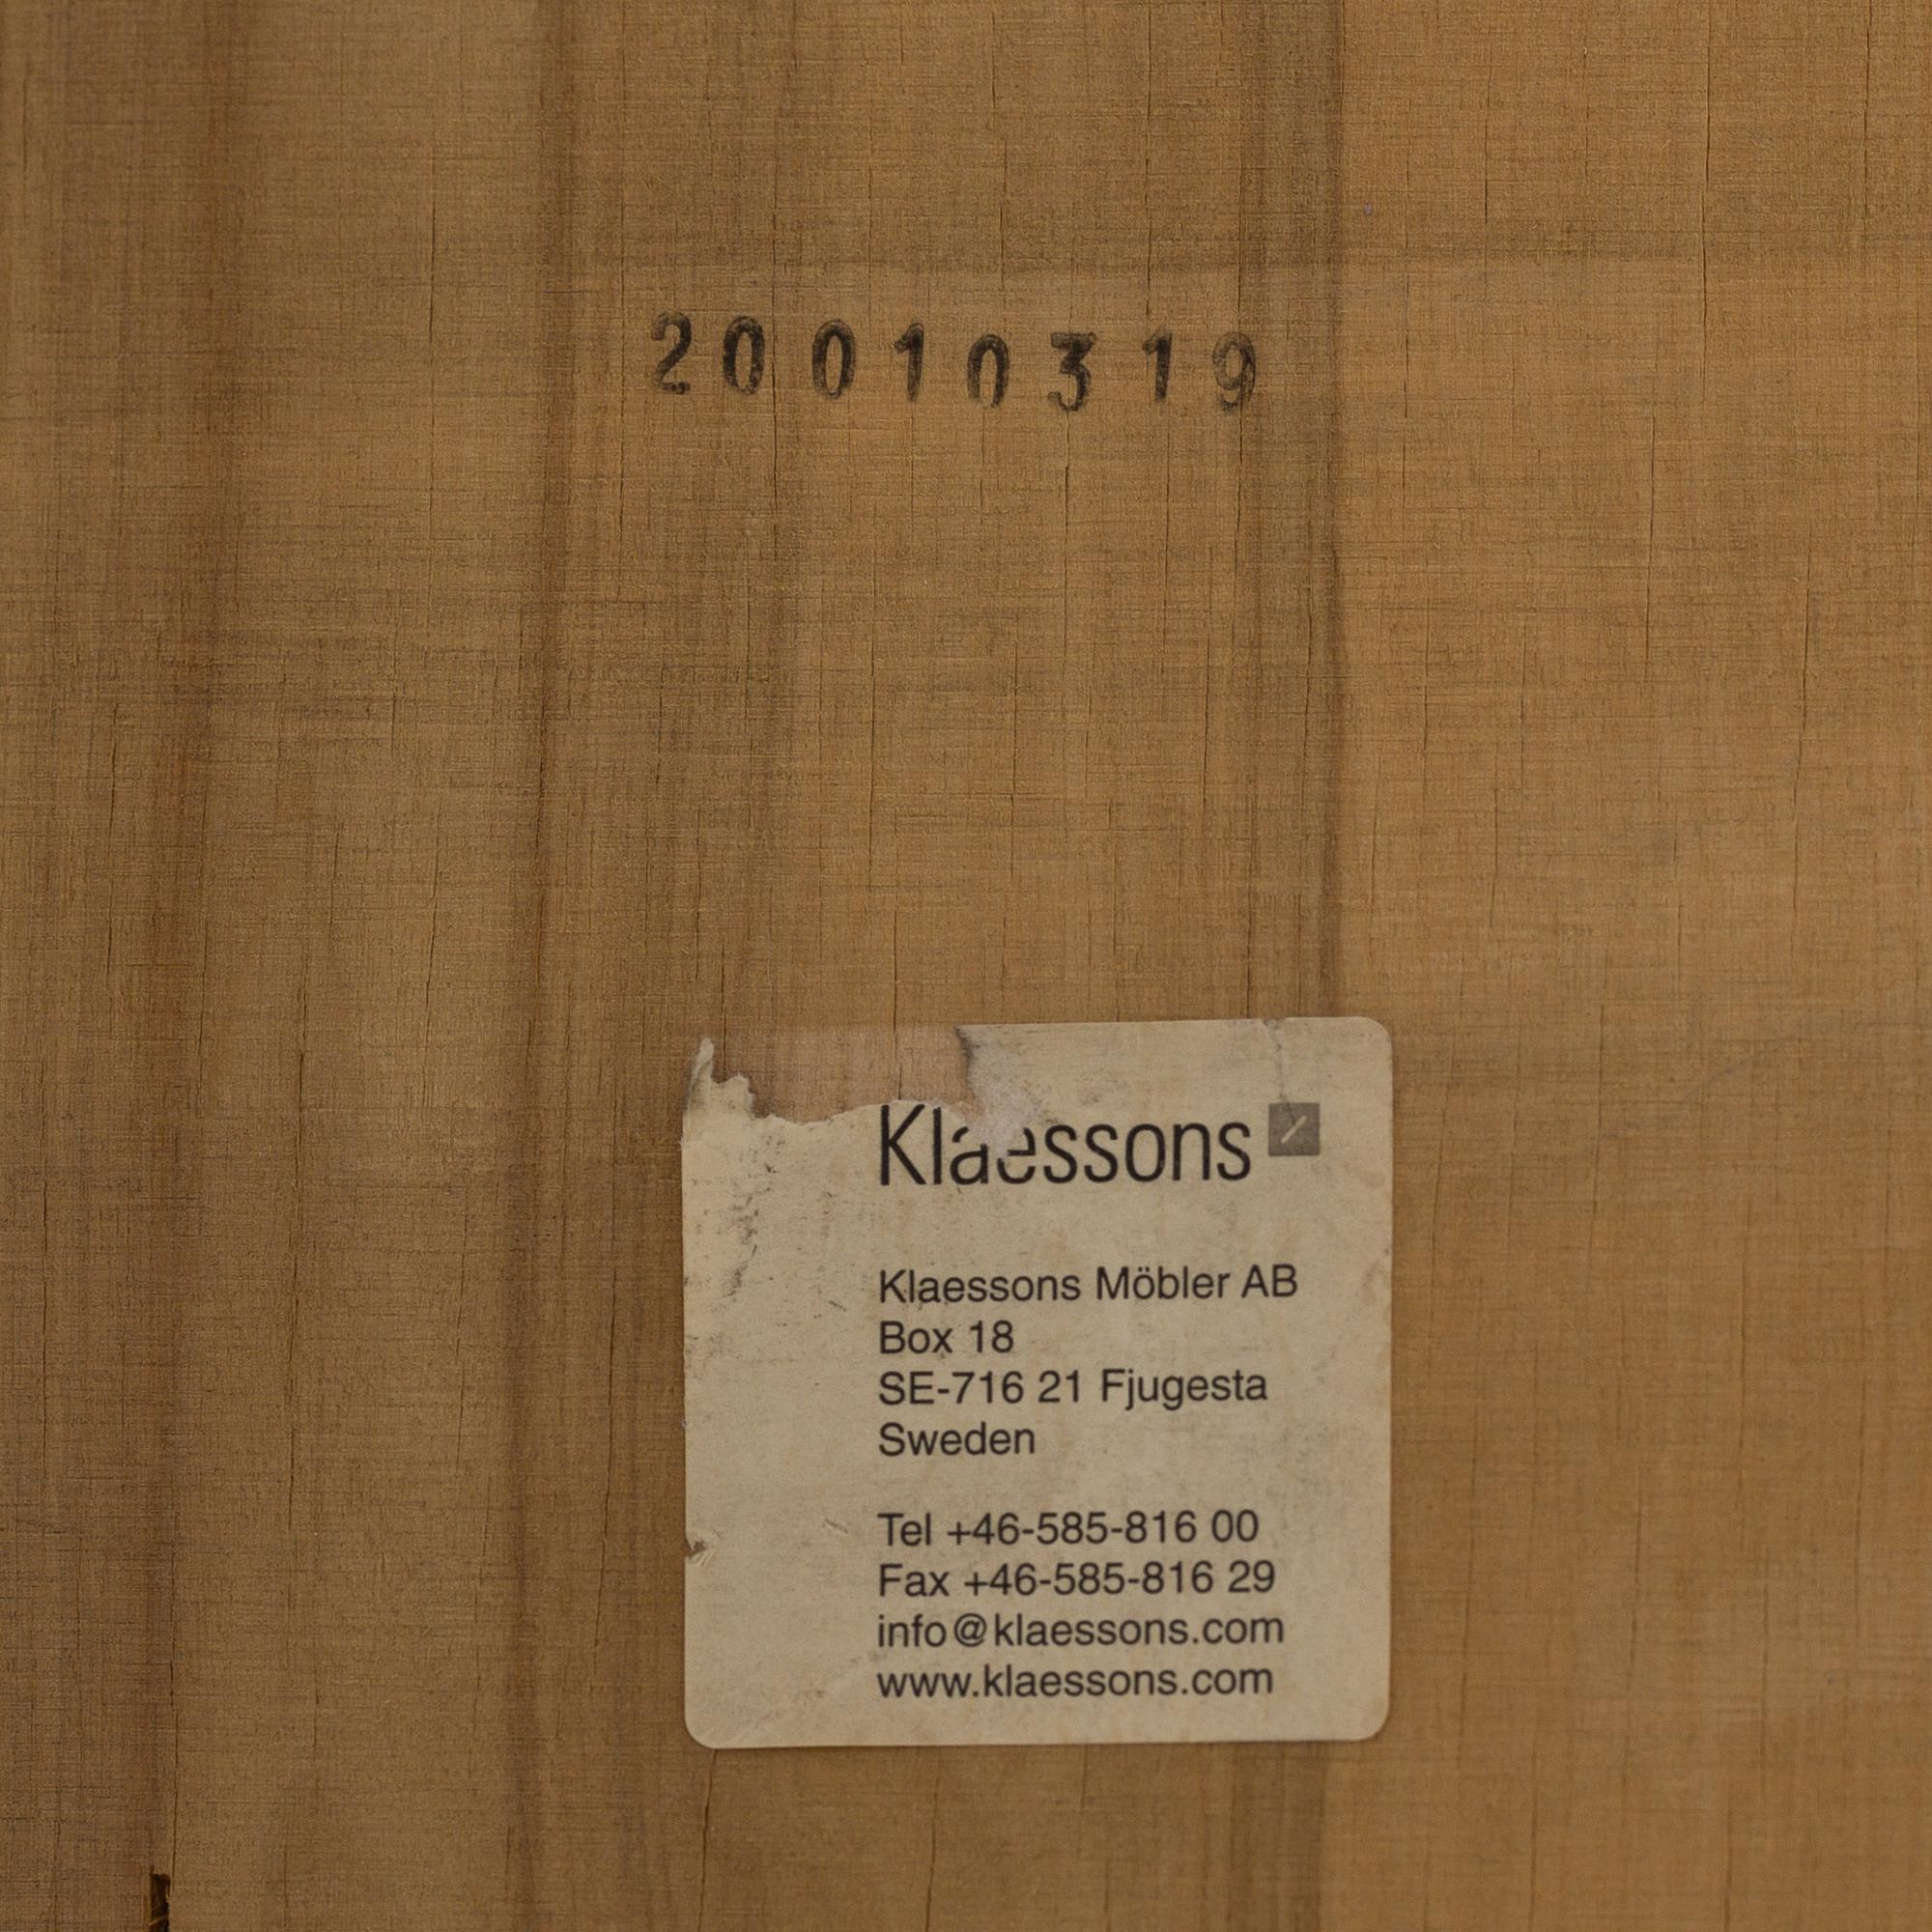 20010319
Klaessons
Klaessons Möbler AB
Box 18
SE-716 21 Fjugesta
Sweden
Tel +46-585-816 00
Fax +46-585-816 29
info@klaessons.com
www.klaessons.com